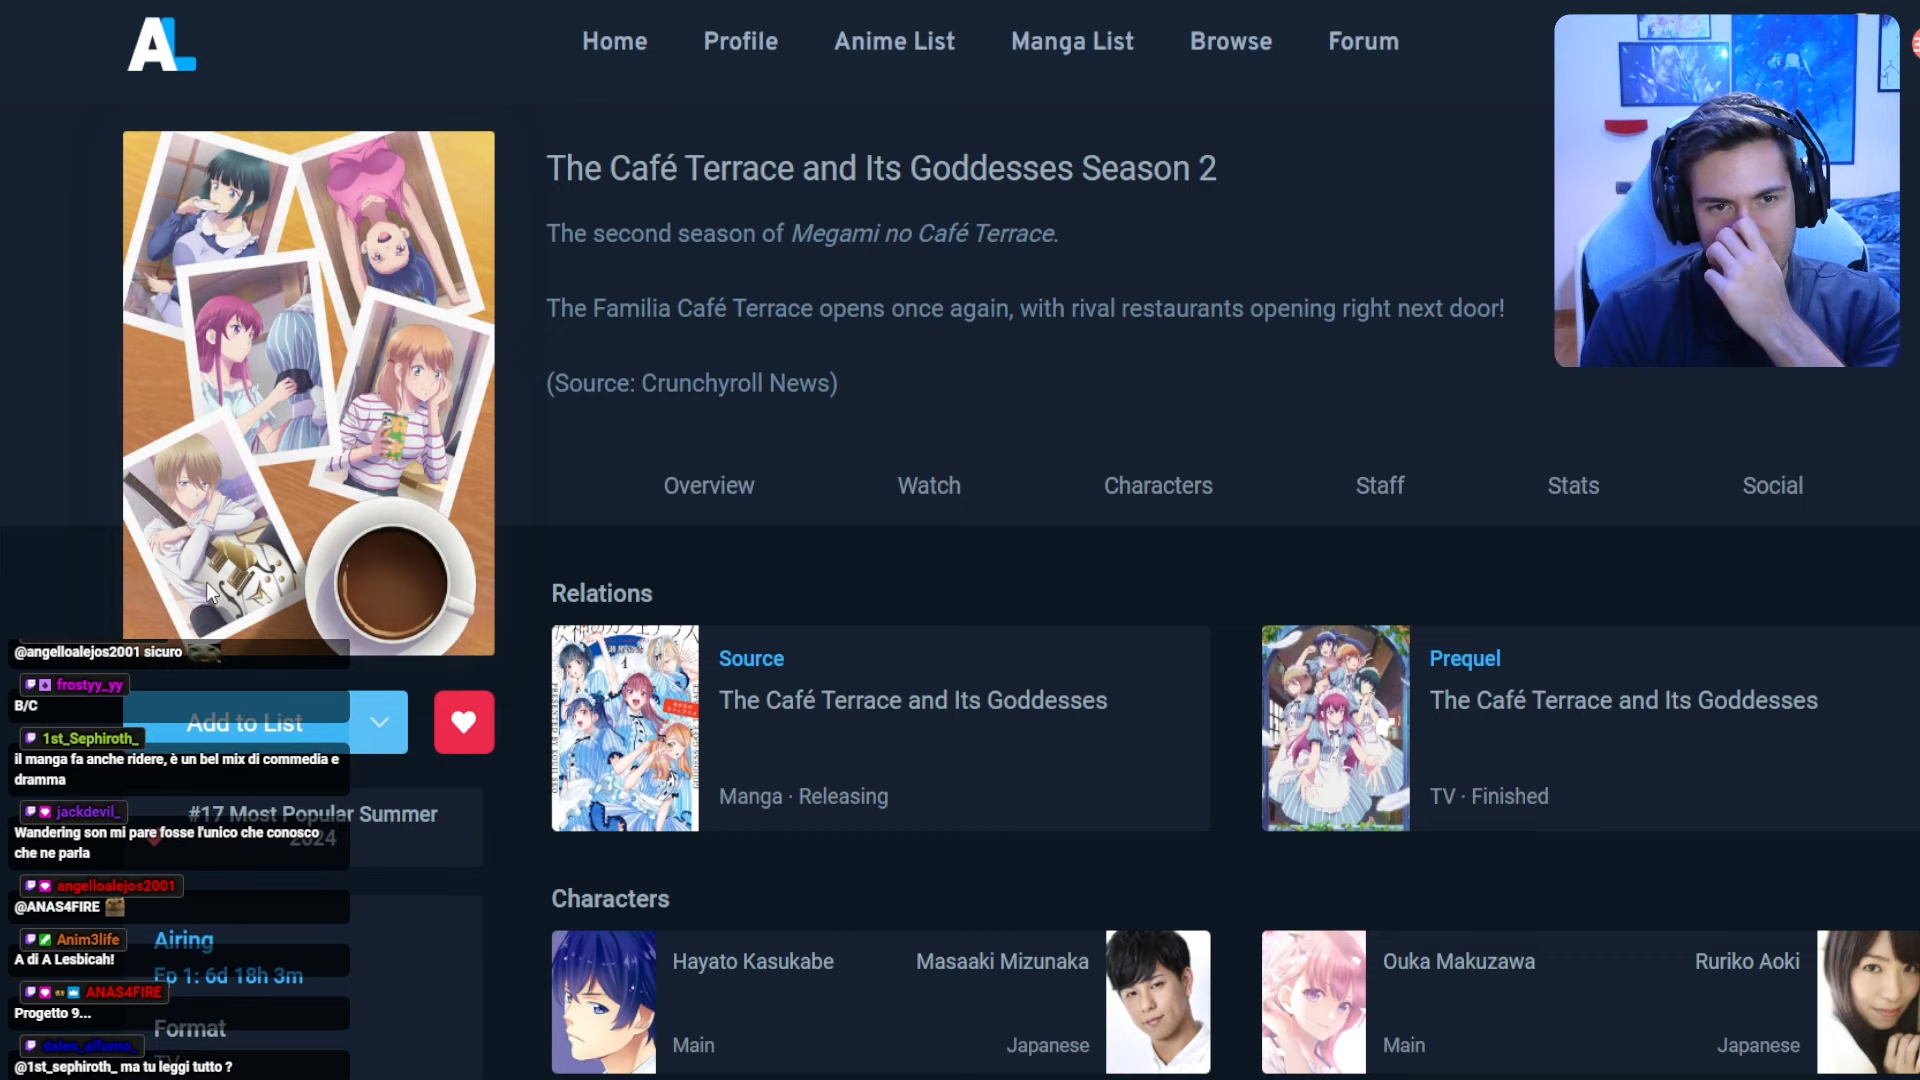 AL
Home
Profile
Anime List
Manga List
Browse
Forum
The Café Terrace and Its Goddesses Season 2
The second season of Megami no Café Terrace.
The Familia Café Terrace opens once again, with rival restaurants opening right next door!
(Source: Crunchyroll News)
Overview
Watch
Characters
Staff
Stats
Social
Relations
Source
The Café Terrace and Its Goddesses
Manga · Releasing
Prequel
The Café Terrace and Its Goddesses
TV · Finished
Characters
Hayato Kasukabe
Main
Masaaki Mizunaka
Japanese
Ouka Makuzawa
Main
Ruriko Aoki
Japanese
Add to List
#17 Most Popular Summer
2024
Airing
Ep 1: 6d 18h 3m
Format
TV
@angelloalejos2001 sicuro
frostyy_yy
B/C
1st_Sephiroth_
il manga fa anche ridere, è un bel mix di commedia e
dramma
jackdevil_
Wandering son mi pare fosse l'unico che conosco
che ne parla
angelloalejos2001
@ANAS4FIRE
Anim3life
A di A Lesbicah!
ANAS4FIRE
Progetto 9...
@1st_sephiroth_ ma tu leggi tutto ?